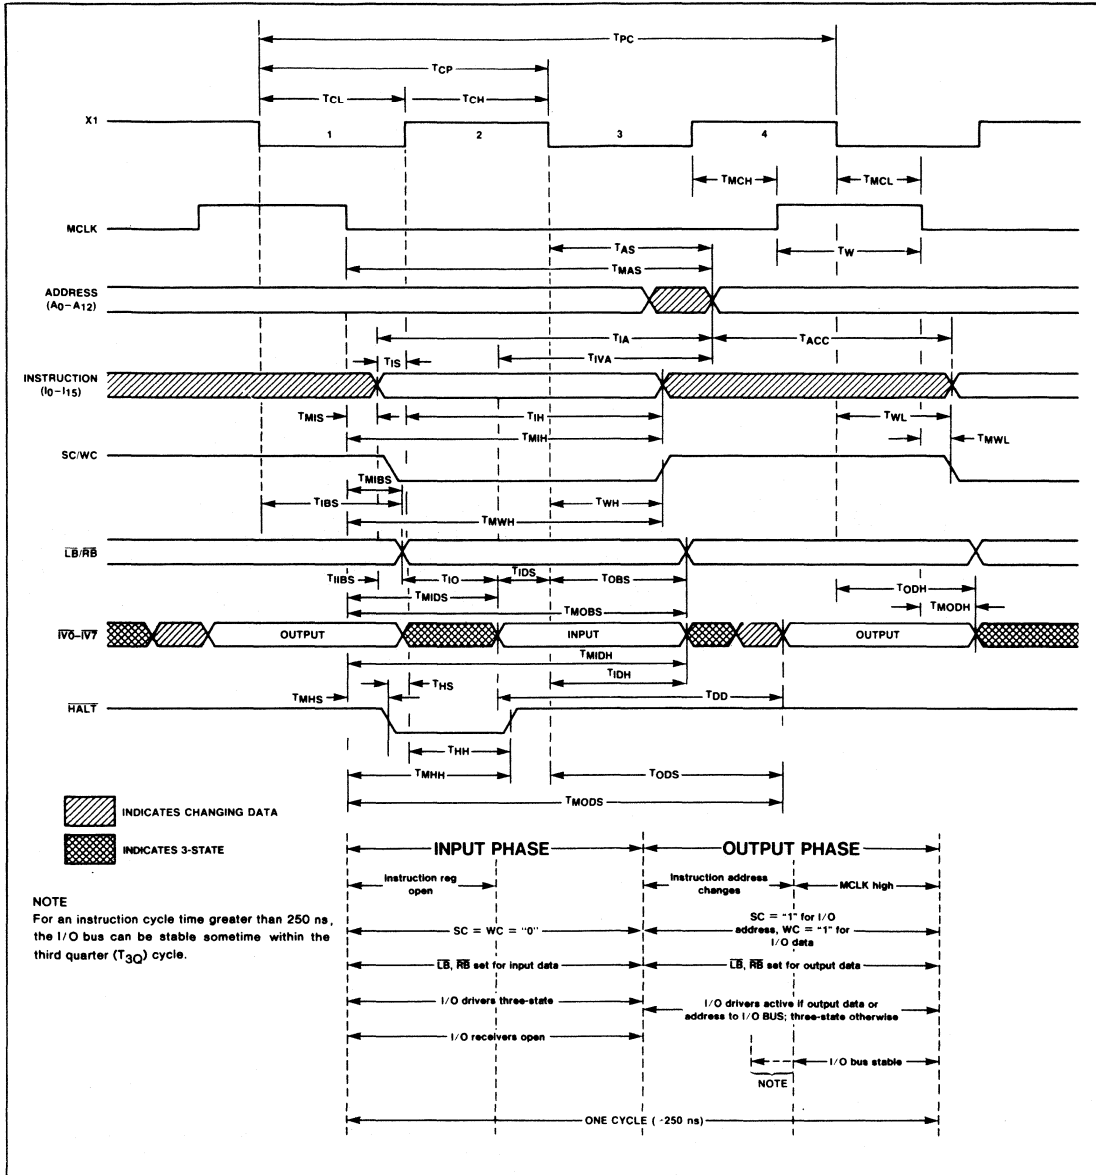 TPC
TCP
TCL TCH
X1 1 2 3 4
TMCH TMCL
MCLK
TAS TW
TMAS
ADDRESS
(A0–A12)
TIA TACC
TIS TIVA
INSTRUCTION
(I0–I15)
TMIS TIH TWL
TMIH TMWL
SC/WC
TMIBS
TIBS TWH
TMWH
LB/RB
TIIBS TIO TIDS TOBS TODH
TMIDS TMODH
TMOBS
IV0–IV7 OUTPUT INPUT OUTPUT
TMIDH
THS TIDH
TMHS TDD
HALT
THH
TMHH TODS
TMODS
INDICATES CHANGING DATA
INDICATES 3-STATE
NOTE
For an instruction cycle time greater than 250 ns,
the I/O bus can be stable sometime within the
third quarter (T3Q) cycle.
INPUT PHASE OUTPUT PHASE
Instruction reg
open
Instruction address
changes
MCLK high
SC = WC = "0"
SC = "1" for I/O
address, WC = "1" for
I/O data
LB, RB set for input data LB, RB set for output data
I/O drivers three-state
I/O drivers active if output data or
address to I/O BUS; three-state otherwise
I/O receivers open
I/O bus stable
NOTE
ONE CYCLE (-250 ns)